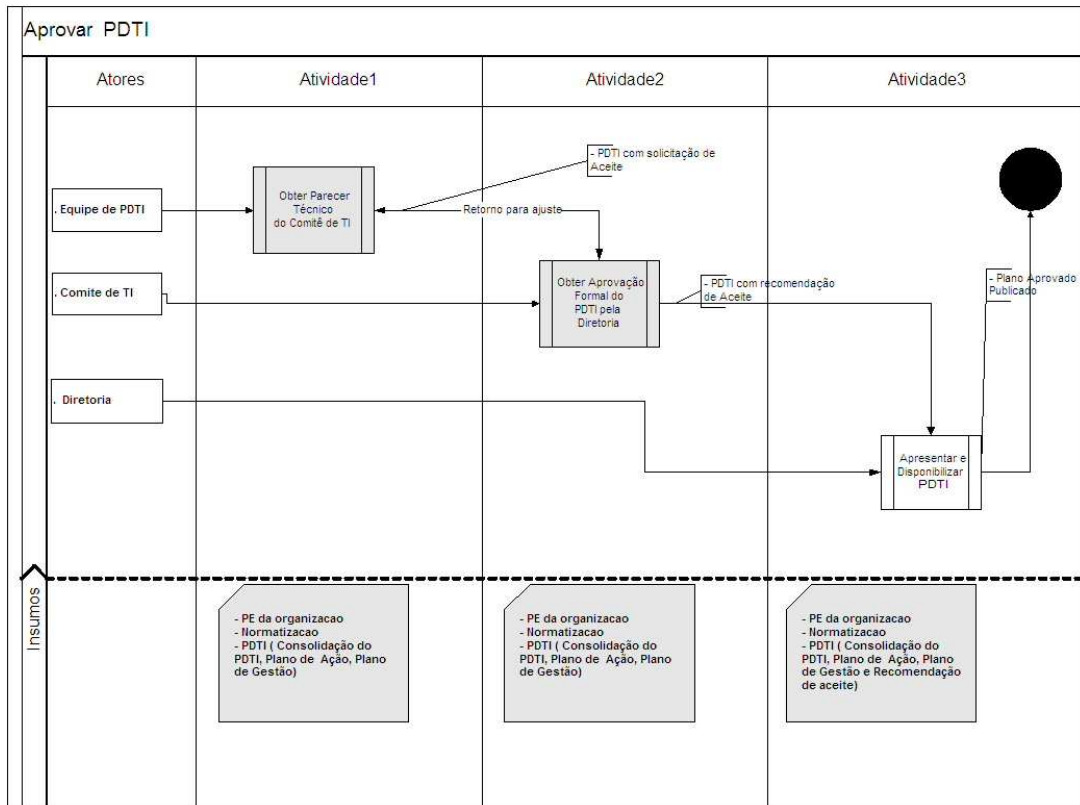 Aprovar PDTI
Atores
Atividade1
Atividade2
Atividade3
- PDTI com solicitação de
Aceite
. Equipe de PDTI
Obter Parecer
Técnico
do Comitê de TI
Retorno para ajuste
. Comite de TI
Obter Aprovação
Formal do
PDTI pela
Diretoria
- PDTI com recomendação
de Aceite
- Plano Aprovado
Publicado
. Diretoria
Apresentar e
Disponibilizar
PDTI
Insumos
- PE da organizacao
- Normatizacao
- PDTI ( Consolidação do
PDTI, Plano de Ação, Plano
de Gestão)
- PE da organizacao
- Normatizacao
- PDTI ( Consolidação do
PDTI, Plano de Ação, Plano
de Gestão)
- PE da organizacao
- Normatizacao
- PDTI ( Consolidação do
PDTI, Plano de Ação, Plano
de Gestão e Recomendação
de aceite)